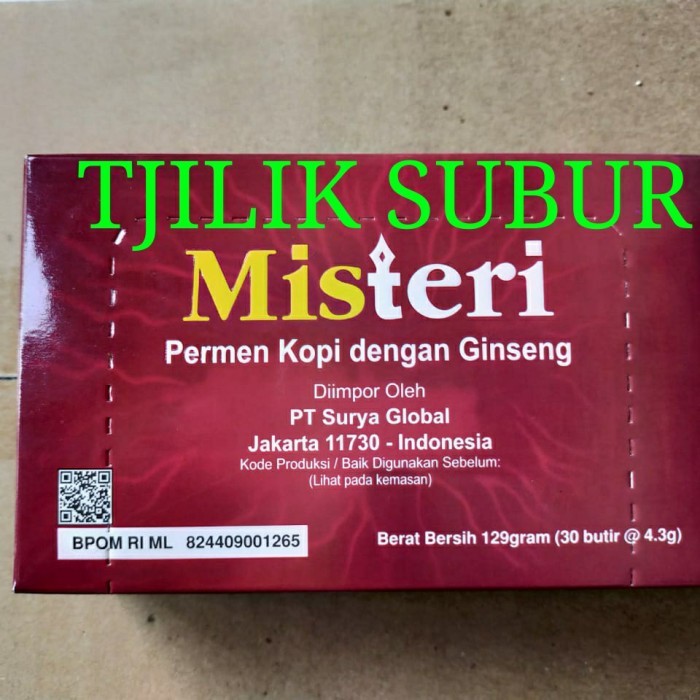 TJILIK SUBUR
Misteri
Permen Kopi dengan Ginseng
Diimpor Oleh
PT Surya Global
Jakarta 11730 - Indonesia
Kode Produksi / Baik Digunakan Sebelum:
(Lihat pada kemasan)
BPOM RI ML 824409001265
Berat Bersih 129gram (30 butir @ 4.3g)